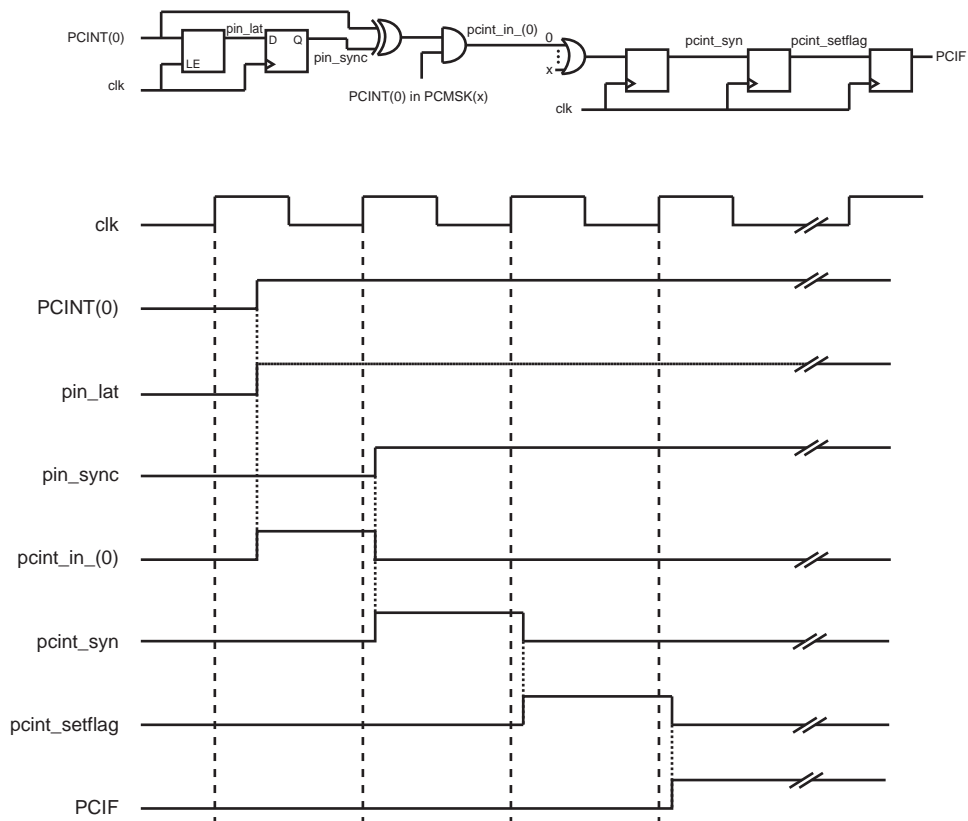 pin_lat
PCINT(0)
D Q
LE
pin_sync
clk
pcint_in_(0)
0
x
PCINT(0) in PCMSK(x)
pcint_syn
pcint_setflag
PCIF
clk
clk
PCINT(0)
pin_lat
pin_sync
pcint_in_(0)
pcint_syn
pcint_setflag
PCIF